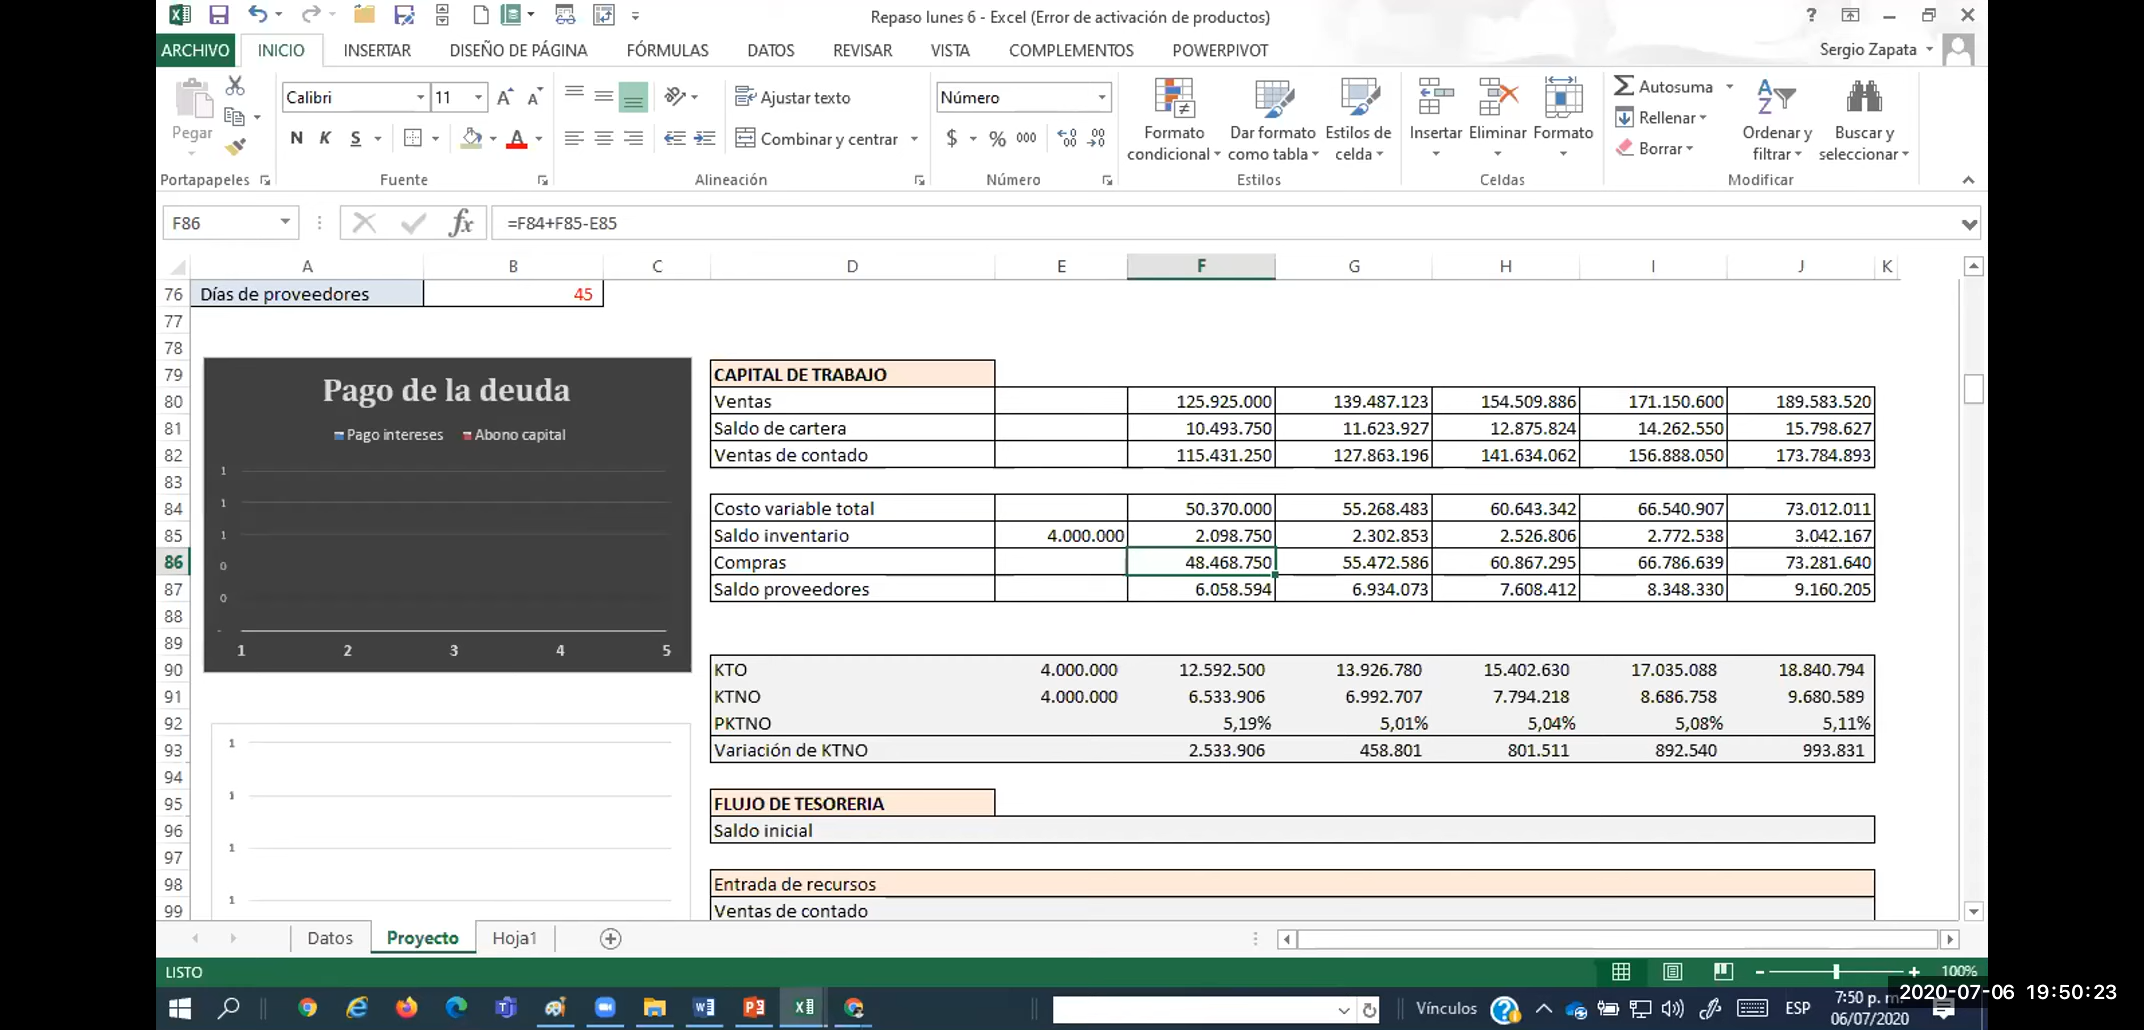 Repaso lunes 6 - Excel (Error de activación de productos)
ARCHIVO INICIO INSERTAR DISEÑO DE PÁGINA FÓRMULAS DATOS REVISAR VISTA COMPLEMENTOS POWERPIVOT Sergio Zapata
Pegar
Portapapeles
Calibri 11
N K S
Fuente
Ajustar texto
Combinar y centrar
Alineación
Número
$ % 000
Número
Formato condicional
Dar formato como tabla
Estilos de celda
Estilos
Insertar Eliminar Formato
Celdas
Autosuma
Rellenar
Borrar
Ordenar y filtrar
Buscar y seleccionar
Modificar
F86 fx =F84+F85-E85
A B C D E F G H I J K
76 Días de proveedores 45
77
78
79 CAPITAL DE TRABAJO
80 Ventas 125.925.000 139.487.123 154.509.886 171.150.600 189.583.520
81 Saldo de cartera 10.493.750 11.623.927 12.875.824 14.262.550 15.798.627
82 Ventas de contado 115.431.250 127.863.196 141.634.062 156.888.050 173.784.893
83
84 Costo variable total 50.370.000 55.268.483 60.643.342 66.540.907 73.012.011
85 Saldo inventario 4.000.000 2.098.750 2.302.853 2.526.806 2.772.538 3.042.167
86 Compras 48.468.750 55.472.586 60.867.295 66.786.639 73.281.640
87 Saldo proveedores 6.058.594 6.934.073 7.608.412 8.348.330 9.160.205
88
89
90 KTO 4.000.000 12.592.500 13.926.780 15.402.630 17.035.088 18.840.794
91 KTNO 4.000.000 6.533.906 6.992.707 7.794.218 8.686.758 9.680.589
92 PKTNO 5,19% 5,01% 5,04% 5,08% 5,11%
93 Variación de KTNO 2.533.906 458.801 801.511 892.540 993.831
94
95 FLUJO DE TESORERIA
96 Saldo inicial
97
98 Entrada de recursos
99 Ventas de contado
Pago de la deuda
Pago intereses Abono capital
1
1
1
0
0
-
1 2 3 4 5
1
1
1
1
Datos Proyecto Hoja1
LISTO 100%
Vínculos ESP 7:50 p. m.
06/07/2020
2020-07-06 19:50:23